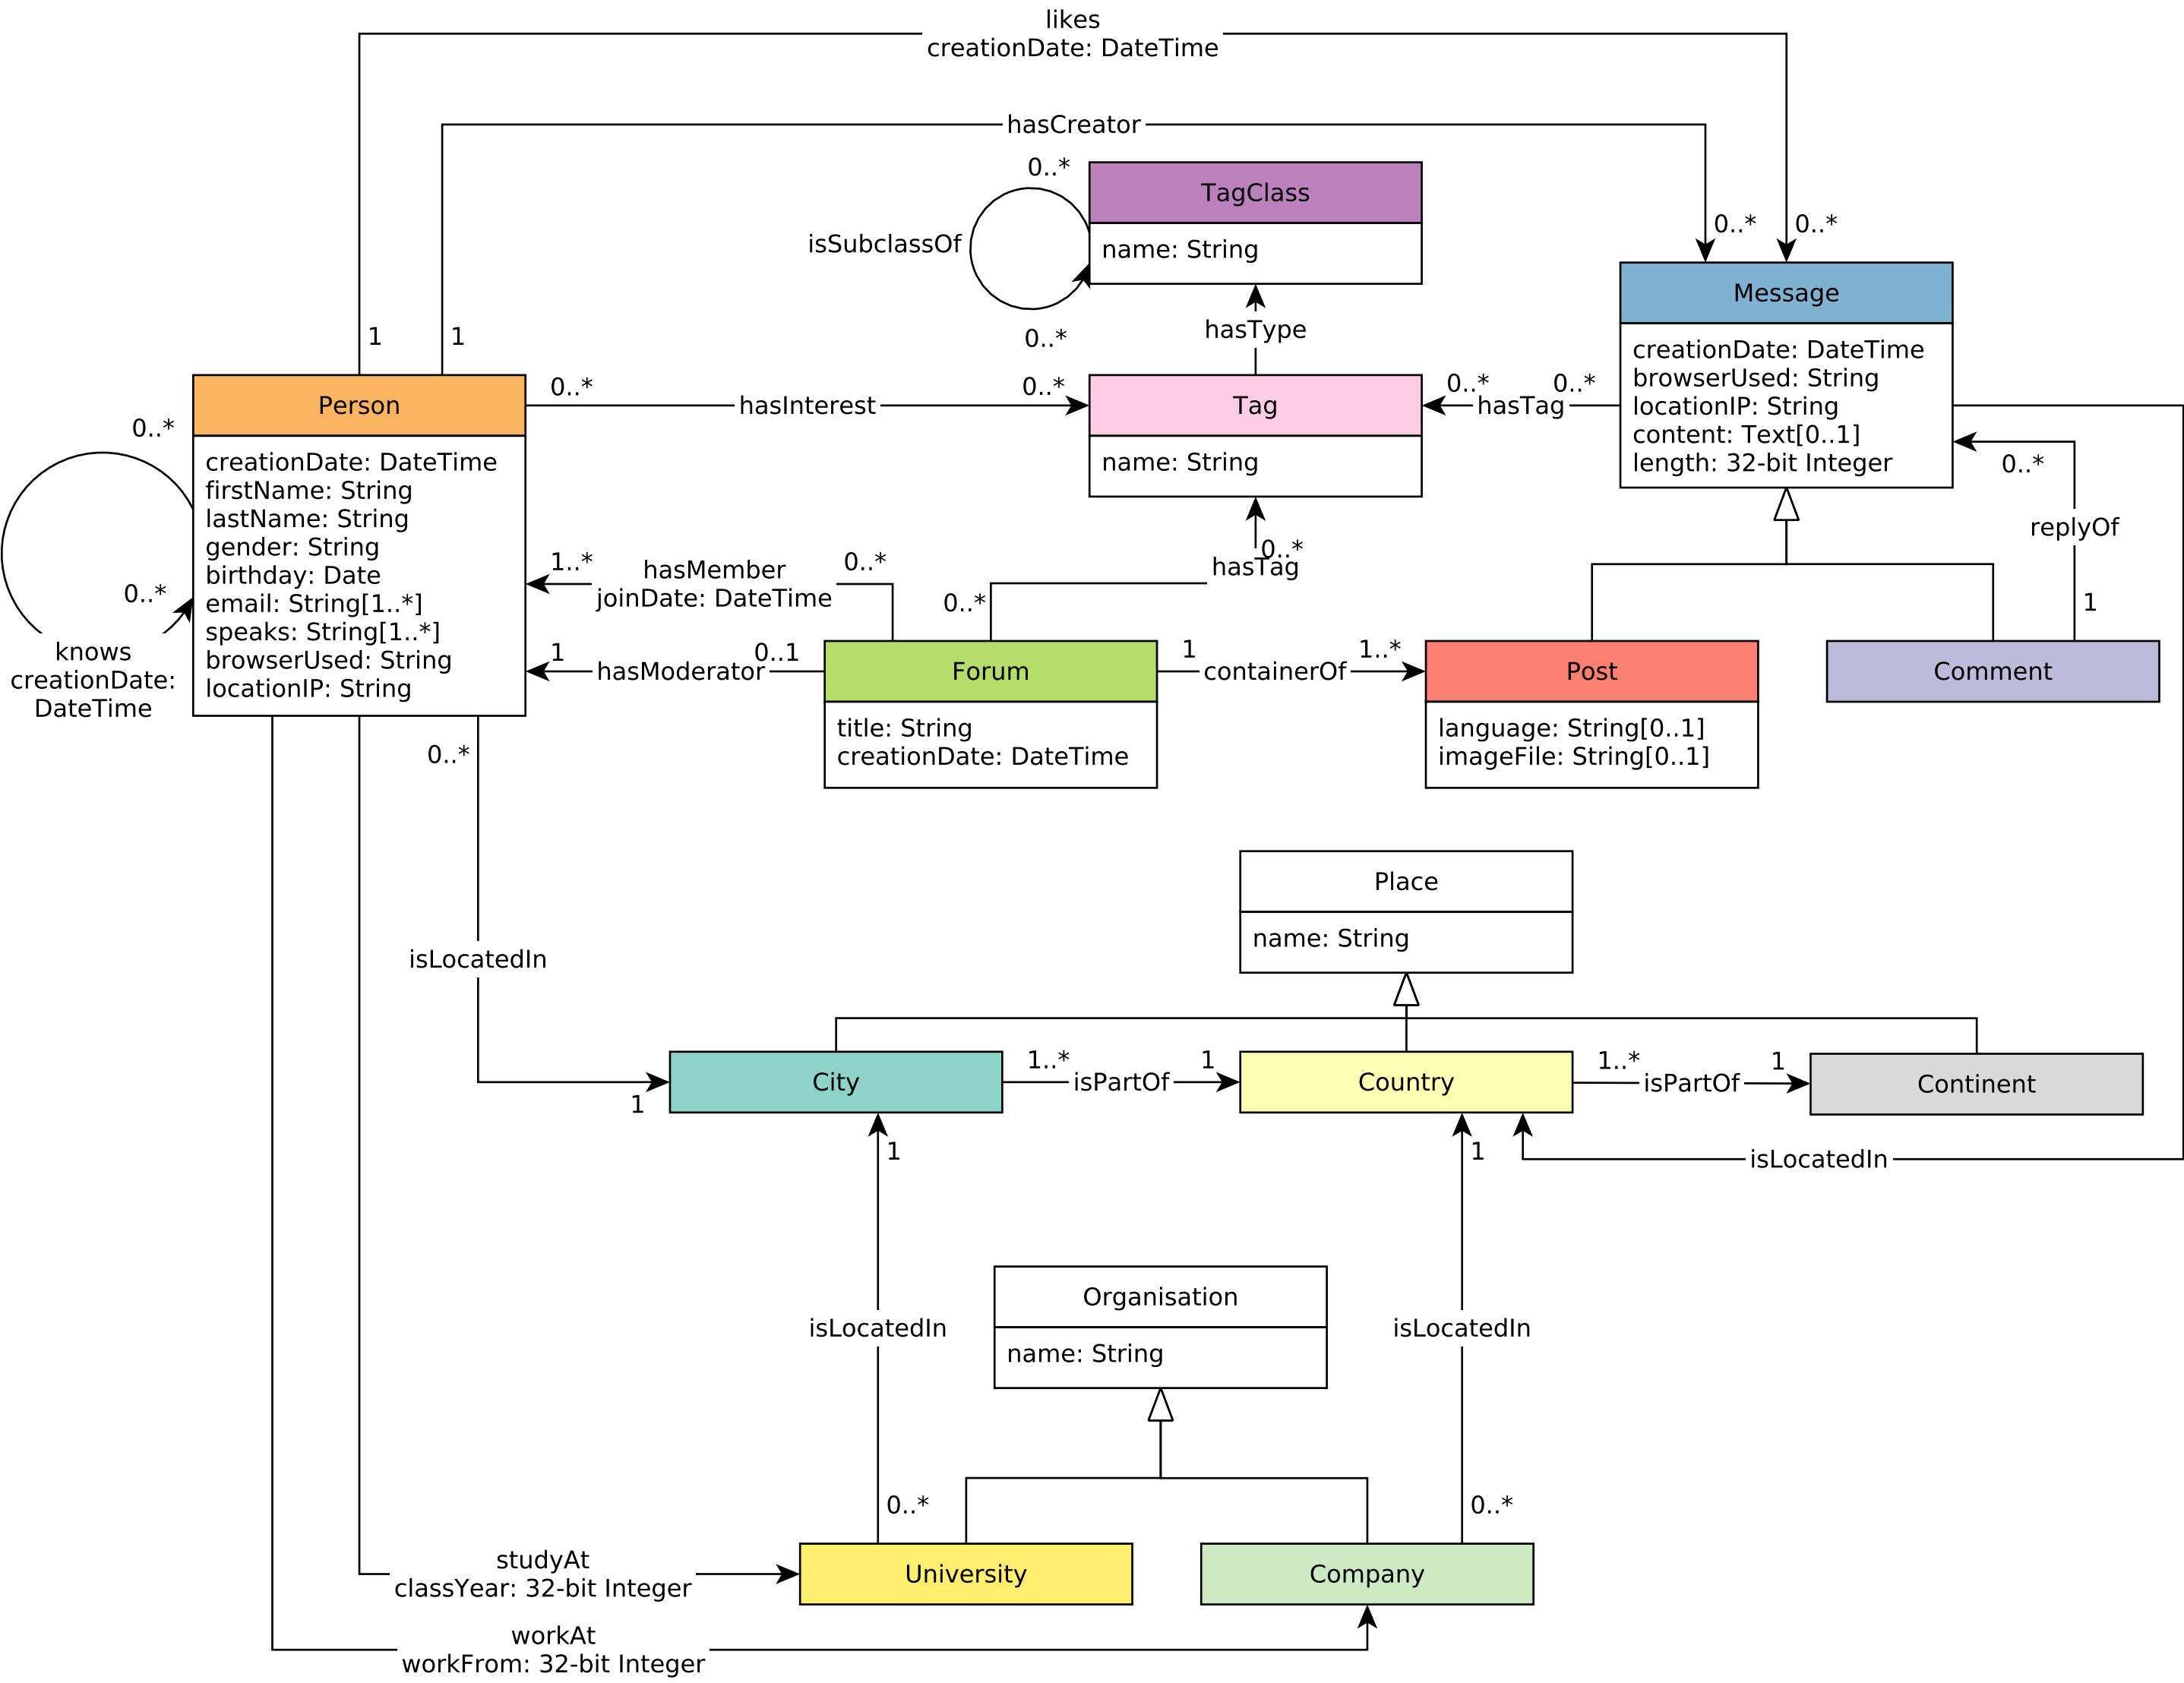 likes
creationDate: DateTime
hasCreator
0..*
TagClass
name: String
isSubclassOf
0..*
0..*
0..*
Message
creationDate: DateTime
browserUsed: String
locationIP: String
content: Text[0..1]
length: 32-bit Integer
1
1
hasType
0..*
Person
creationDate: DateTime
firstName: String
lastName: String
gender: String
birthday: Date
email: String[1..*]
speaks: String[1..*]
browserUsed: String
locationIP: String
0..*
hasInterest
0..*
Tag
name: String
0..*
hasTag
0..*
0..*
0..*
knows
creationDate:
DateTime
0..*
replyOf
1
1..*
hasMember
joinDate: DateTime
0..*
0..*
hasTag
0..*
1
hasModerator
0..1
Forum
title: String
creationDate: DateTime
1
containerOf
1..*
Post
language: String[0..1]
imageFile: String[0..1]
Comment
0..*
isLocatedIn
1
Place
name: String
City
1..*
isPartOf
1
Country
1..*
isPartOf
1
Continent
1
1
isLocatedIn
Organisation
name: String
isLocatedIn
isLocatedIn
0..*
0..*
studyAt
classYear: 32-bit Integer
University
Company
workAt
workFrom: 32-bit Integer